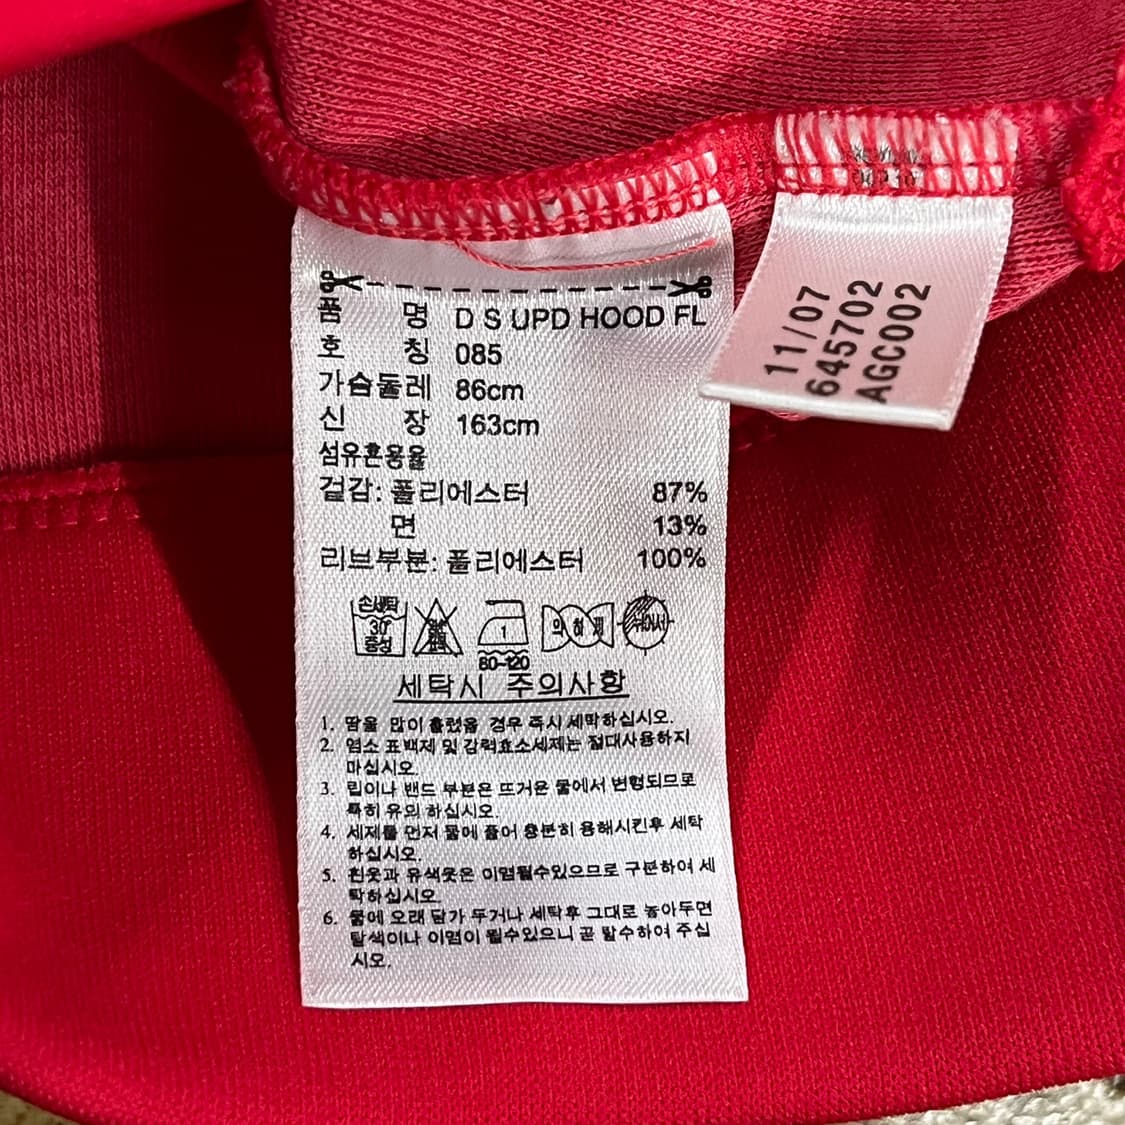 품 명 D S UPD HOOD FL
호 칭 085
가슴둘레 86cm
신 장 163cm
섬유혼용율
겉감: 폴리에스터 87%
면 13%
리브부분: 폴리에스터 100%
손세탁
30°
중성
1
80~120
세탁시 주의사항
1. 땀을 많이 흘렸을 경우 즉시 세탁하십시오.
2. 염소 표백제 및 강력효소세제는 절대사용하지
마십시오.
3. 립이나 밴드 부분은 뜨거운 물에서 변형되므로
특히 유의 하십시오.
4. 세제를 먼저 물에 풀어 충분히 용해시킨후 세탁
하십시오.
5. 흰옷과 유색옷은 이염될수있으므로 구분하여 세
탁하십시오.
6. 물에 오래 담가 두거나 세탁후 그대로 놓아두면
탈색이나 이염이 될수있으니 곧 탈수하여 주십
시오.
11/07
645702
AGC002